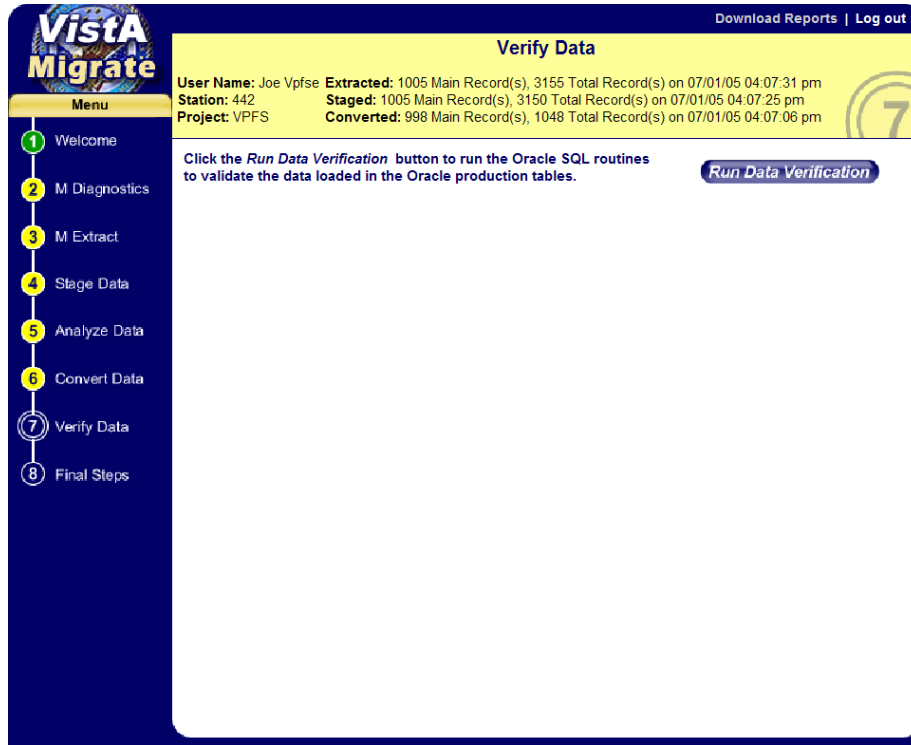 VistA
Migrate
Download Reports | Log out
Verify Data
User Name: Joe Vpfse Extracted: 1005 Main Record(s), 3155 Total Record(s) on 07/01/05 04:07:31 pm
Station: 442 Staged: 1005 Main Record(s), 3150 Total Record(s) on 07/01/05 04:07:25 pm
Project: VPFS Converted: 998 Main Record(s), 1048 Total Record(s) on 07/01/05 04:07:06 pm
7
Menu
1 Welcome
2 M Diagnostics
3 M Extract
4 Stage Data
5 Analyze Data
6 Convert Data
7 Verify Data
8 Final Steps
Click the Run Data Verification button to run the Oracle SQL routines
to validate the data loaded in the Oracle production tables.
Run Data Verification